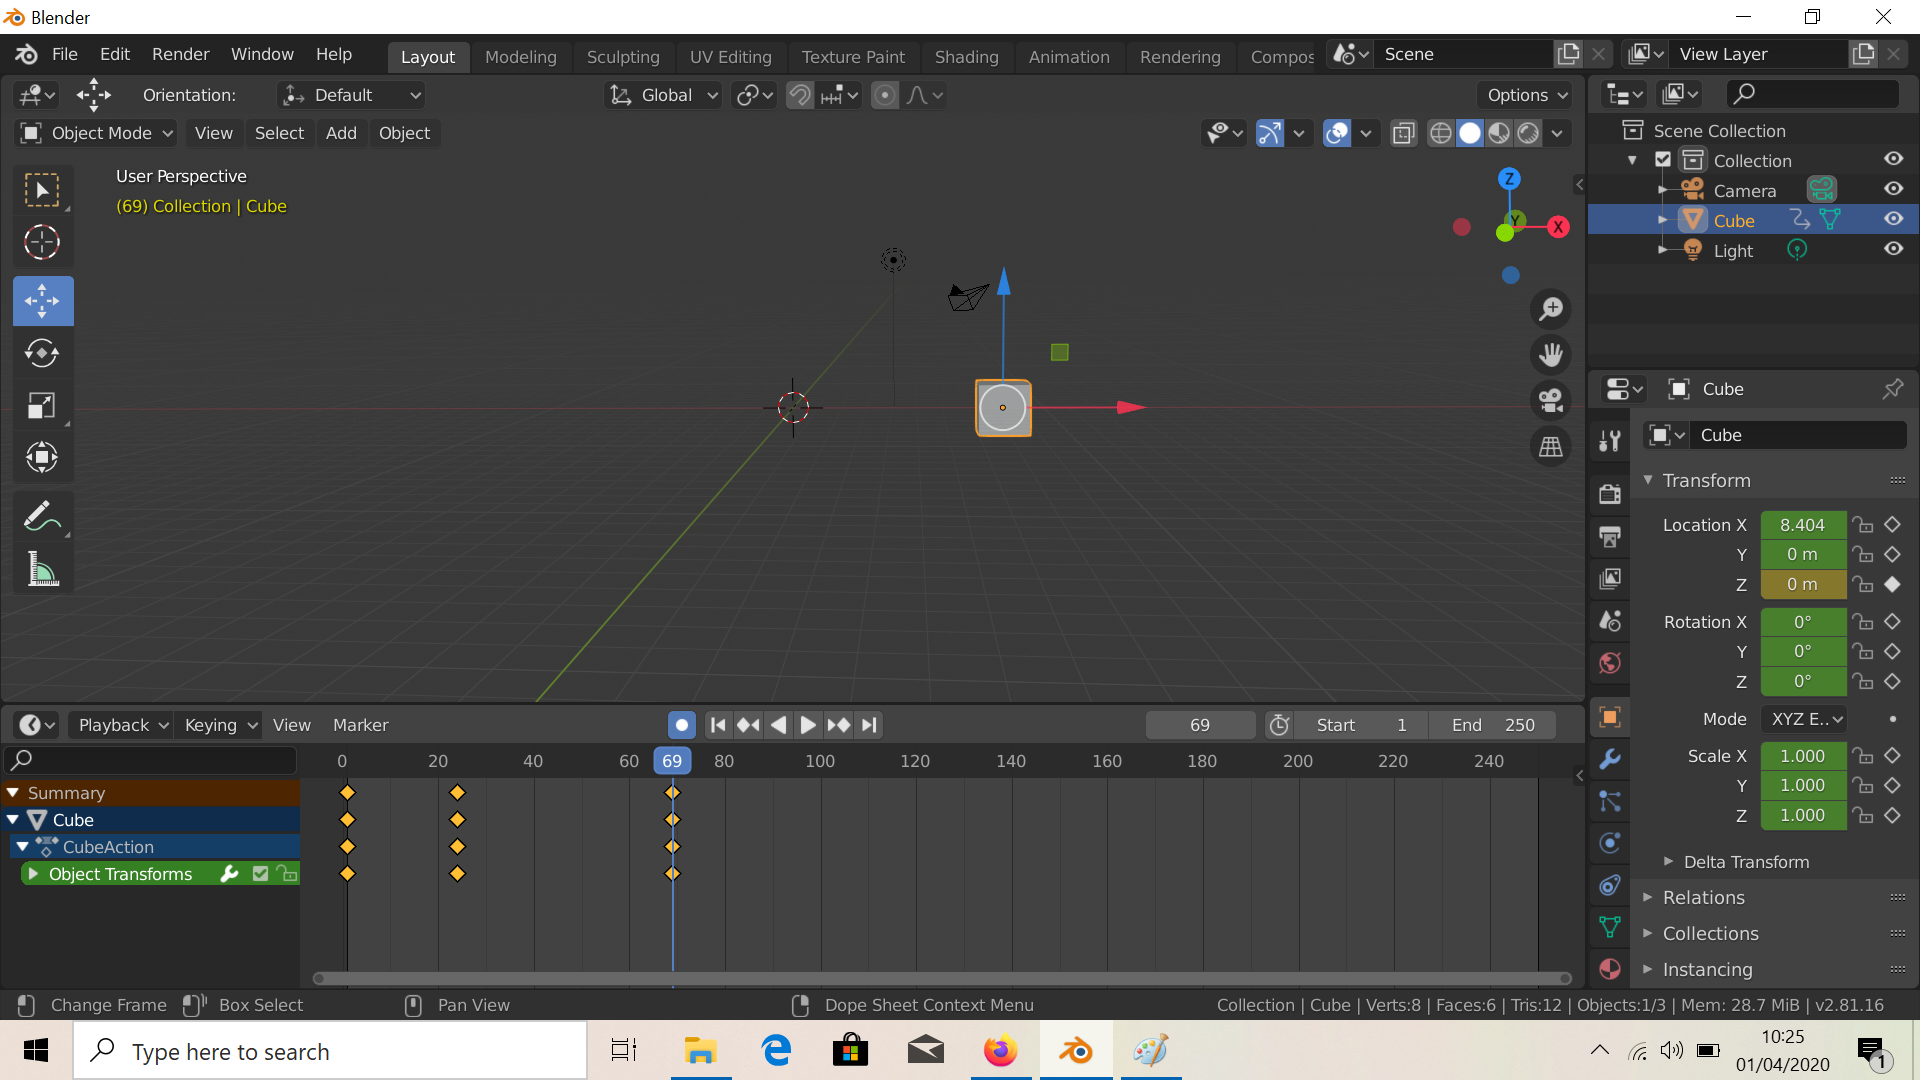 Blender
File Edit Render Window Help Layout Modeling Sculpting UV Editing Texture Paint Shading Animation Rendering Compos Scene View Layer
Orientation: Default Global Options
Object Mode View Select Add Object
User Perspective
(69) Collection | Cube
Z
Y
X
Scene Collection
Collection
Camera
Cube
Light
Cube
Cube
Transform
Location X 8.404
Y 0 m
Z 0 m
Rotation X 0°
Y 0°
Z 0°
Mode XYZ E..
Scale X 1.000
Y 1.000
Z 1.000
Delta Transform
Relations
Collections
Instancing
Playback Keying View Marker 69 Start 1 End 250
0 20 40 60 69 80 100 120 140 160 180 200 220 240
Summary
Cube
CubeAction
Object Transforms
Change Frame Box Select Pan View Dope Sheet Context Menu Collection | Cube | Verts:8 | Faces:6 | Tris:12 | Objects:1/3 | Mem: 28.7 MiB | v2.81.16
Type here to search
10:25
01/04/2020
1